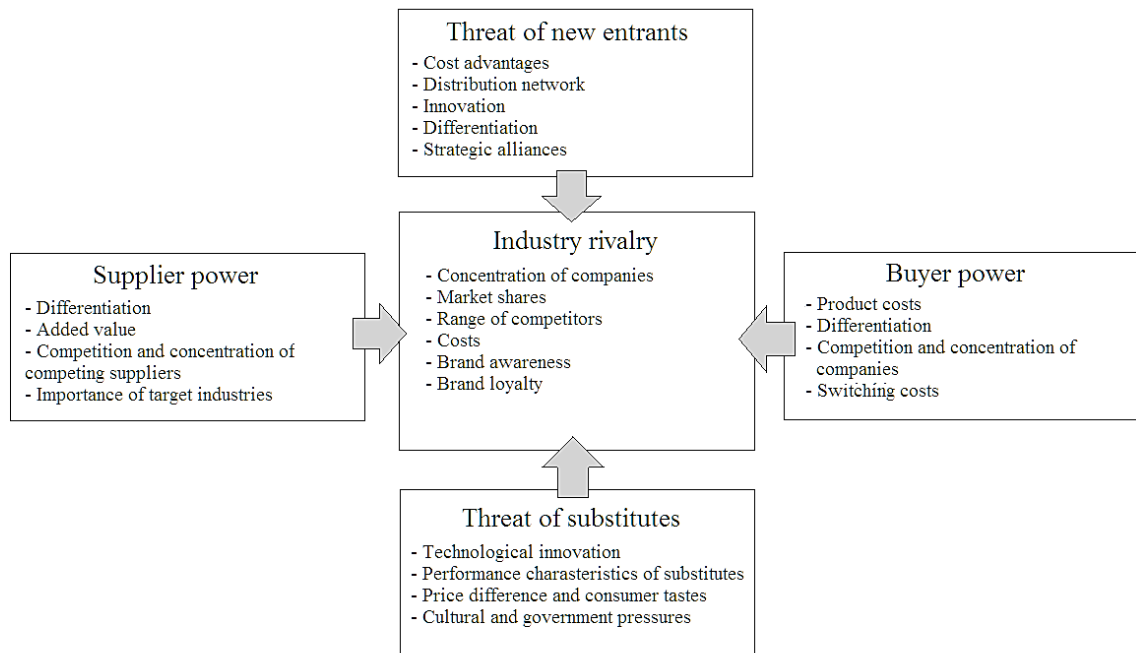 Threat of new entrants
- Cost advantages
- Distribution network
- Innovation
- Differentiation
- Strategic alliances
Industry rivalry
- Concentration of companies
- Market shares
- Range of competitors
- Costs
- Brand awareness
- Brand loyalty
Supplier power
- Differentiation
- Added value
- Competition and concentration of
competing suppliers
- Importance of target industries
Buyer power
- Product costs
- Differentiation
- Competition and concentration of
companies
- Switching costs
Threat of substitutes
- Technological innovation
- Performance charasteristics of substitutes
- Price difference and consumer tastes
- Cultural and government pressures